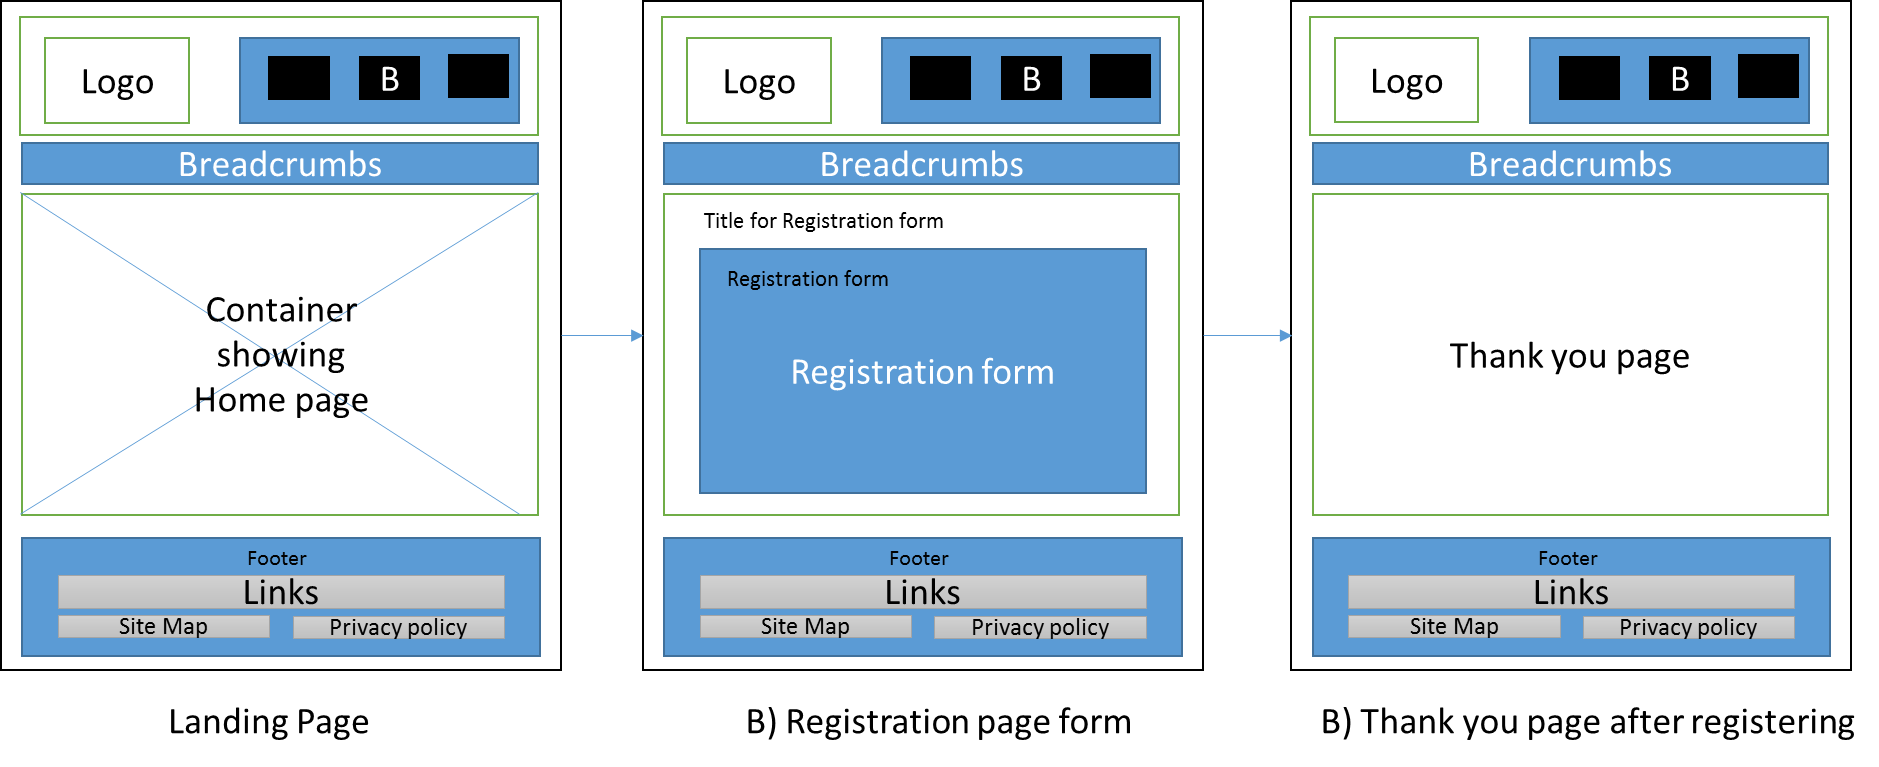 Logo
B
Breadcrumbs
Container
showing
Home page
Footer
Links
Site Map
Privacy policy
Landing Page
Logo
B
Breadcrumbs
Title for Registration form
Registration form
Registration form
Footer
Links
Site Map
Privacy policy
B) Registration page form
Logo
B
Breadcrumbs
Thank you page
Footer
Links
Site Map
Privacy policy
B) Thank you page after registering